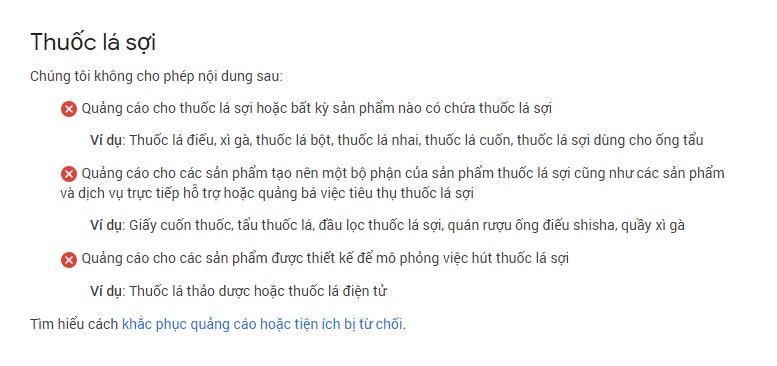 Thuốc lá sợi
Chúng tôi không cho phép nội dung sau:
Quảng cáo cho thuốc lá sợi hoặc bất kỳ sản phẩm nào có chứa thuốc lá sợi
Ví dụ: Thuốc lá điếu, xì gà, thuốc lá bột, thuốc lá nhai, thuốc lá cuốn, thuốc lá sợi dùng cho ống tẩu
Quảng cáo cho các sản phẩm tạo nên một bộ phận của sản phẩm thuốc lá sợi cũng như các sản phẩm
và dịch vụ trực tiếp hỗ trợ hoặc quảng bá việc tiêu thụ thuốc lá sợi
Ví dụ: Giấy cuốn thuốc, tẩu thuốc lá, đầu lọc thuốc lá sợi, quán rượu ống điếu shisha, quầy xì gà
Quảng cáo cho các sản phẩm được thiết kế để mô phỏng việc hút thuốc lá sợi
Ví dụ: Thuốc lá thảo dược hoặc thuốc lá điện tử
Tìm hiểu cách khắc phục quảng cáo hoặc tiện ích bị từ chối.